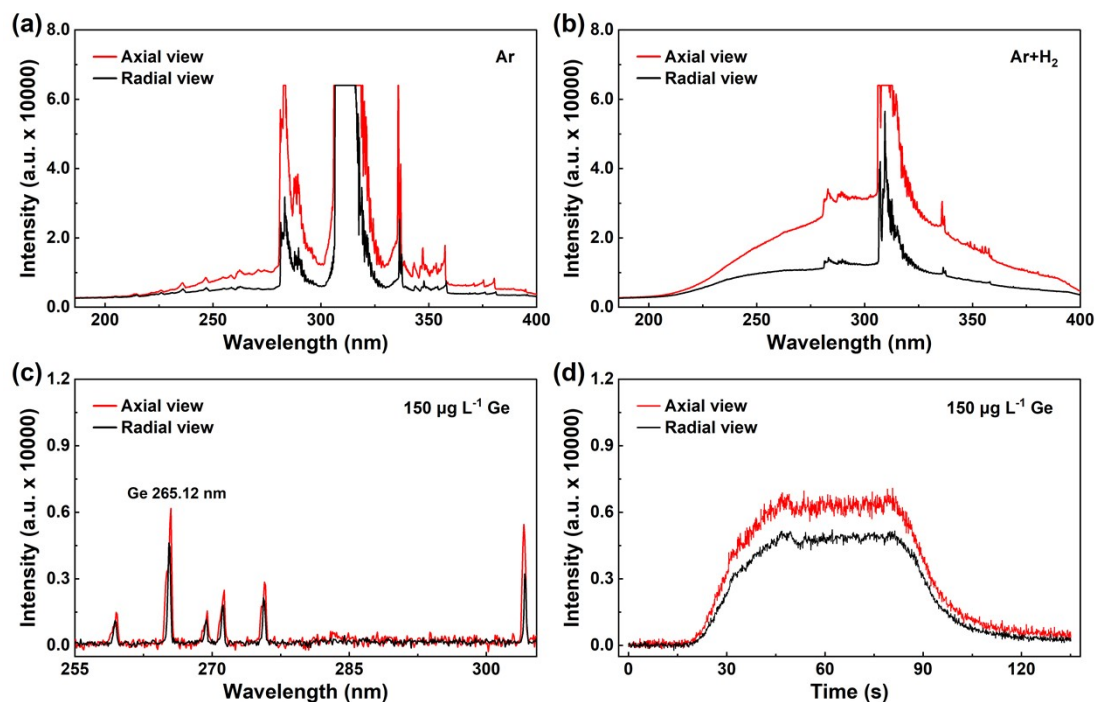 (a)
8.0
6.0
4.0
2.0
0.0
Intensity (a.u. x 10000)
Axial view
Radial view
Ar
200
250
300
350
400
Wavelength (nm)
(b)
8.0
6.0
4.0
2.0
0.0
Intensity (a.u. x 10000)
Axial view
Radial view
Ar+H₂
200
250
300
350
400
Wavelength (nm)
(c)
1.2
0.9
0.6
0.3
0.0
Intensity (a.u. x 10000)
Axial view
Radial view
150 µg L⁻¹ Ge
Ge 265.12 nm
255
270
285
300
Wavelength (nm)
(d)
1.2
0.9
0.6
0.3
0.0
Intensity (a.u. x 10000)
Axial view
Radial view
150 µg L⁻¹ Ge
0
30
60
90
120
Time (s)